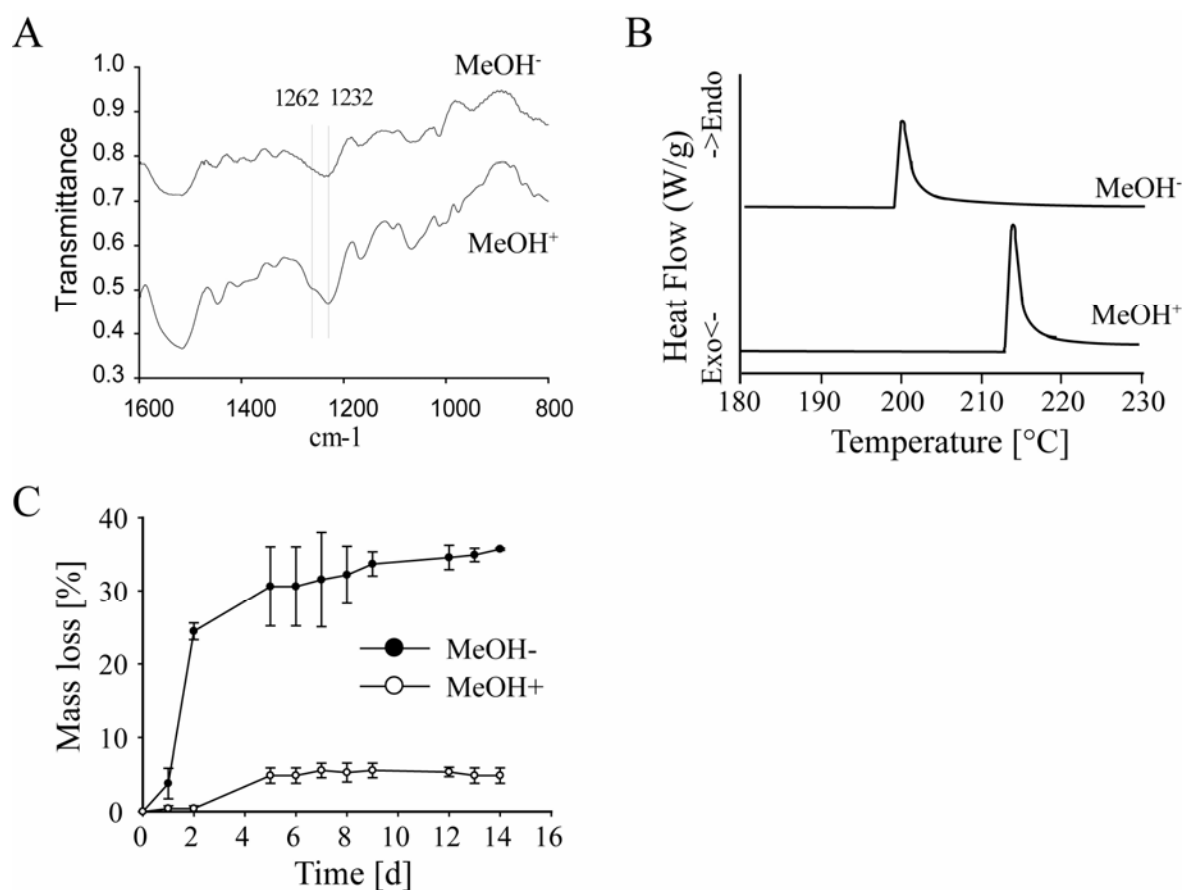 A
1.0
0.9
0.8
0.7
0.6
0.5
0.4
0.3
Transmittance
1262 1232
MeOH-
MeOH+
1600 1400 1200 1000 800
cm-1
B
Heat Flow (W/g)
Exo<- ->Endo
MeOH-
MeOH+
180 190 200 210 220 230
Temperature [°C]
C
40
30
20
10
0
Mass loss [%]
MeOH-
MeOH+
0 2 4 6 8 10 12 14 16
Time [d]